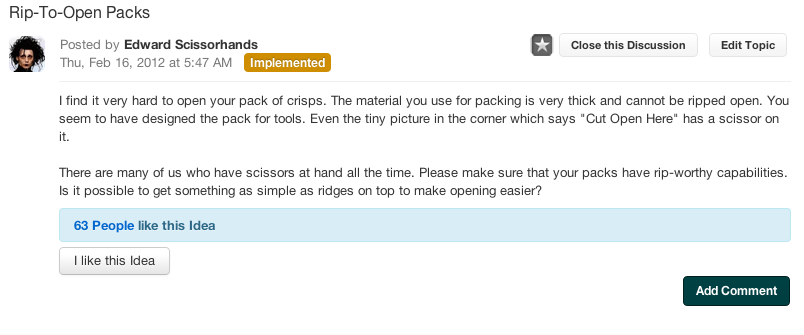 Rip-To-Open Packs
Posted by Edward Scissorhands
Close this Discussion
Edit Topic
Thu, Feb 16, 2012 at 5:47 AM Implemented
I find it very hard to open your pack of crisps. The material you use for packing is very thick and cannot be ripped open. You
seem to have designed the pack for tools. Even the tiny picture in the corner which says "Cut Open Here" has a scissor on
it.
There are many of us who have scissors at hand all the time. Please make sure that your packs have rip-worthy capabilities.
Is it possible to get something as simple as ridges on top to make opening easier?
63 People like this Idea
I like this Idea
Add Comment